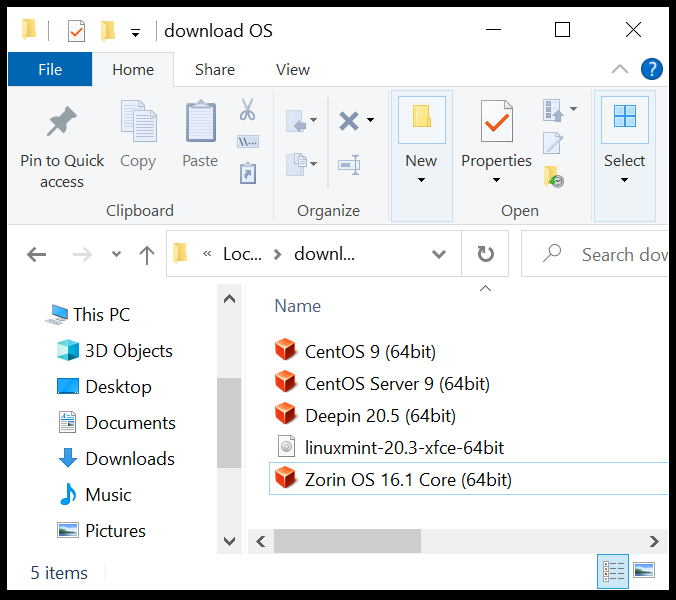 download OS
File Home Share View
?
Pin to Quick access
Copy
Paste
New
Properties
Select
Clipboard Organize Open
« Loc... > downl...
Search dow
Name
This PC
3D Objects
Desktop
Documents
Downloads
Music
Pictures
CentOS 9 (64bit)
CentOS Server 9 (64bit)
Deepin 20.5 (64bit)
linuxmint-20.3-xfce-64bit
Zorin OS 16.1 Core (64bit)
5 items